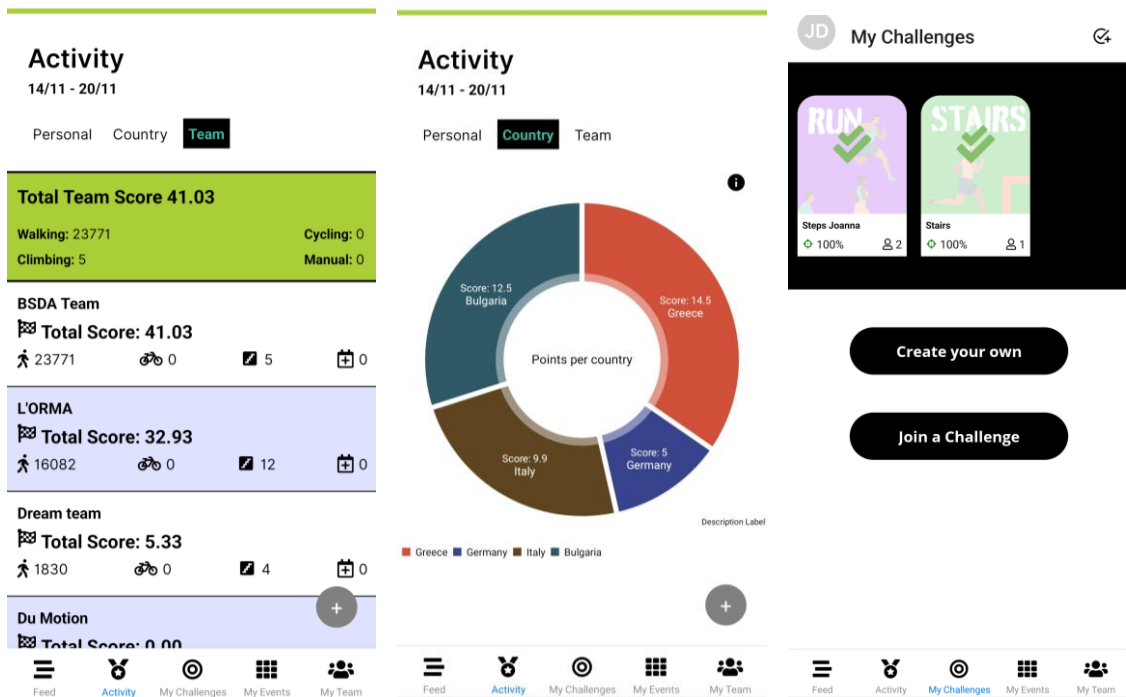 Activity
14/11 - 20/11
Personal Country Team
Total Team Score 41.03
Walking: 23771 Cycling: 0
Climbing: 5 Manual: 0
BSDA Team
Total Score: 41.03
23771 0 5 0
L'ORMA
Total Score: 32.93
16082 0 12 0
Dream team
Total Score: 5.33
1830 0 4 0
+
Du Motion
Total Score: 0.00
Feed Activity My Challenges My Events My Team
Activity
14/11 - 20/11
Personal Country Team
Score: 12.5
Bulgaria
Score: 14.5
Greece
Points per country
Score: 9.9
Italy
Score: 5
Germany
Description Label
Greece Germany Italy Bulgaria
+
Feed Activity My Challenges My Events My Team
JD My Challenges
RUN STAIRS
Steps Joanna Stairs
100% 2 100% 1
Create your own
Join a Challenge
Feed Activity My Challenges My Events My Team